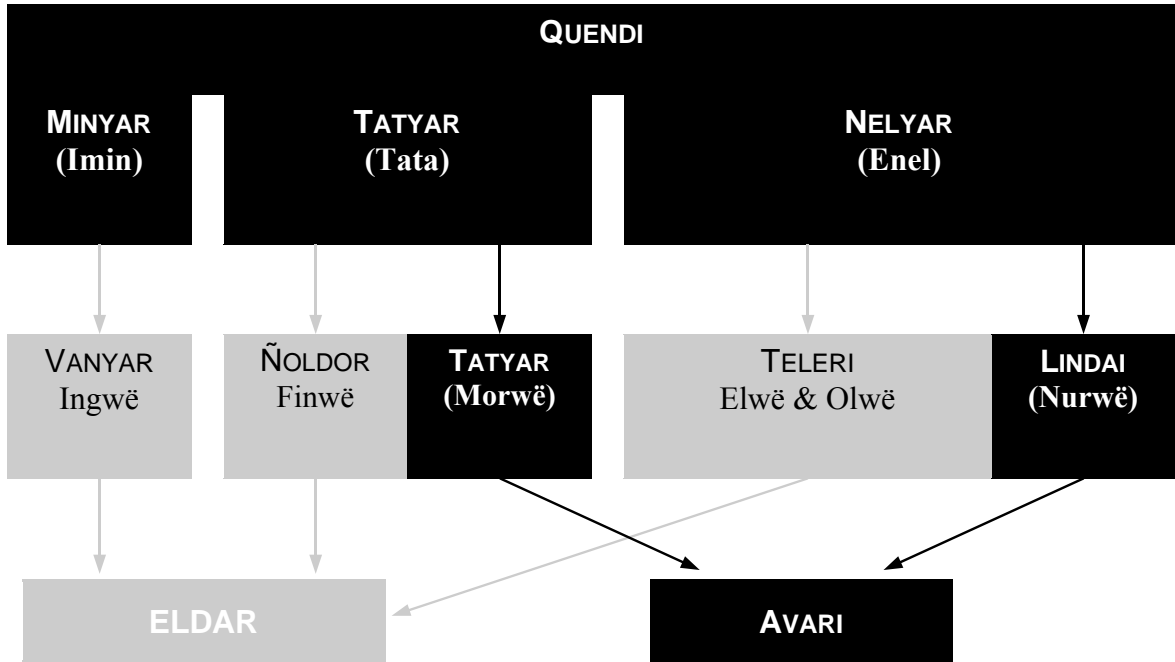 QUENDI
MINYAR
(Imin)
TATYAR
(Tata)
NELYAR
(Enel)
VANYAR
Ingwë
ÑOLDOR
Finwë
TATYAR
(Morwë)
TELERI
Elwë & Olwë
LINDAI
(Nurwë)
ELDAR
AVARI